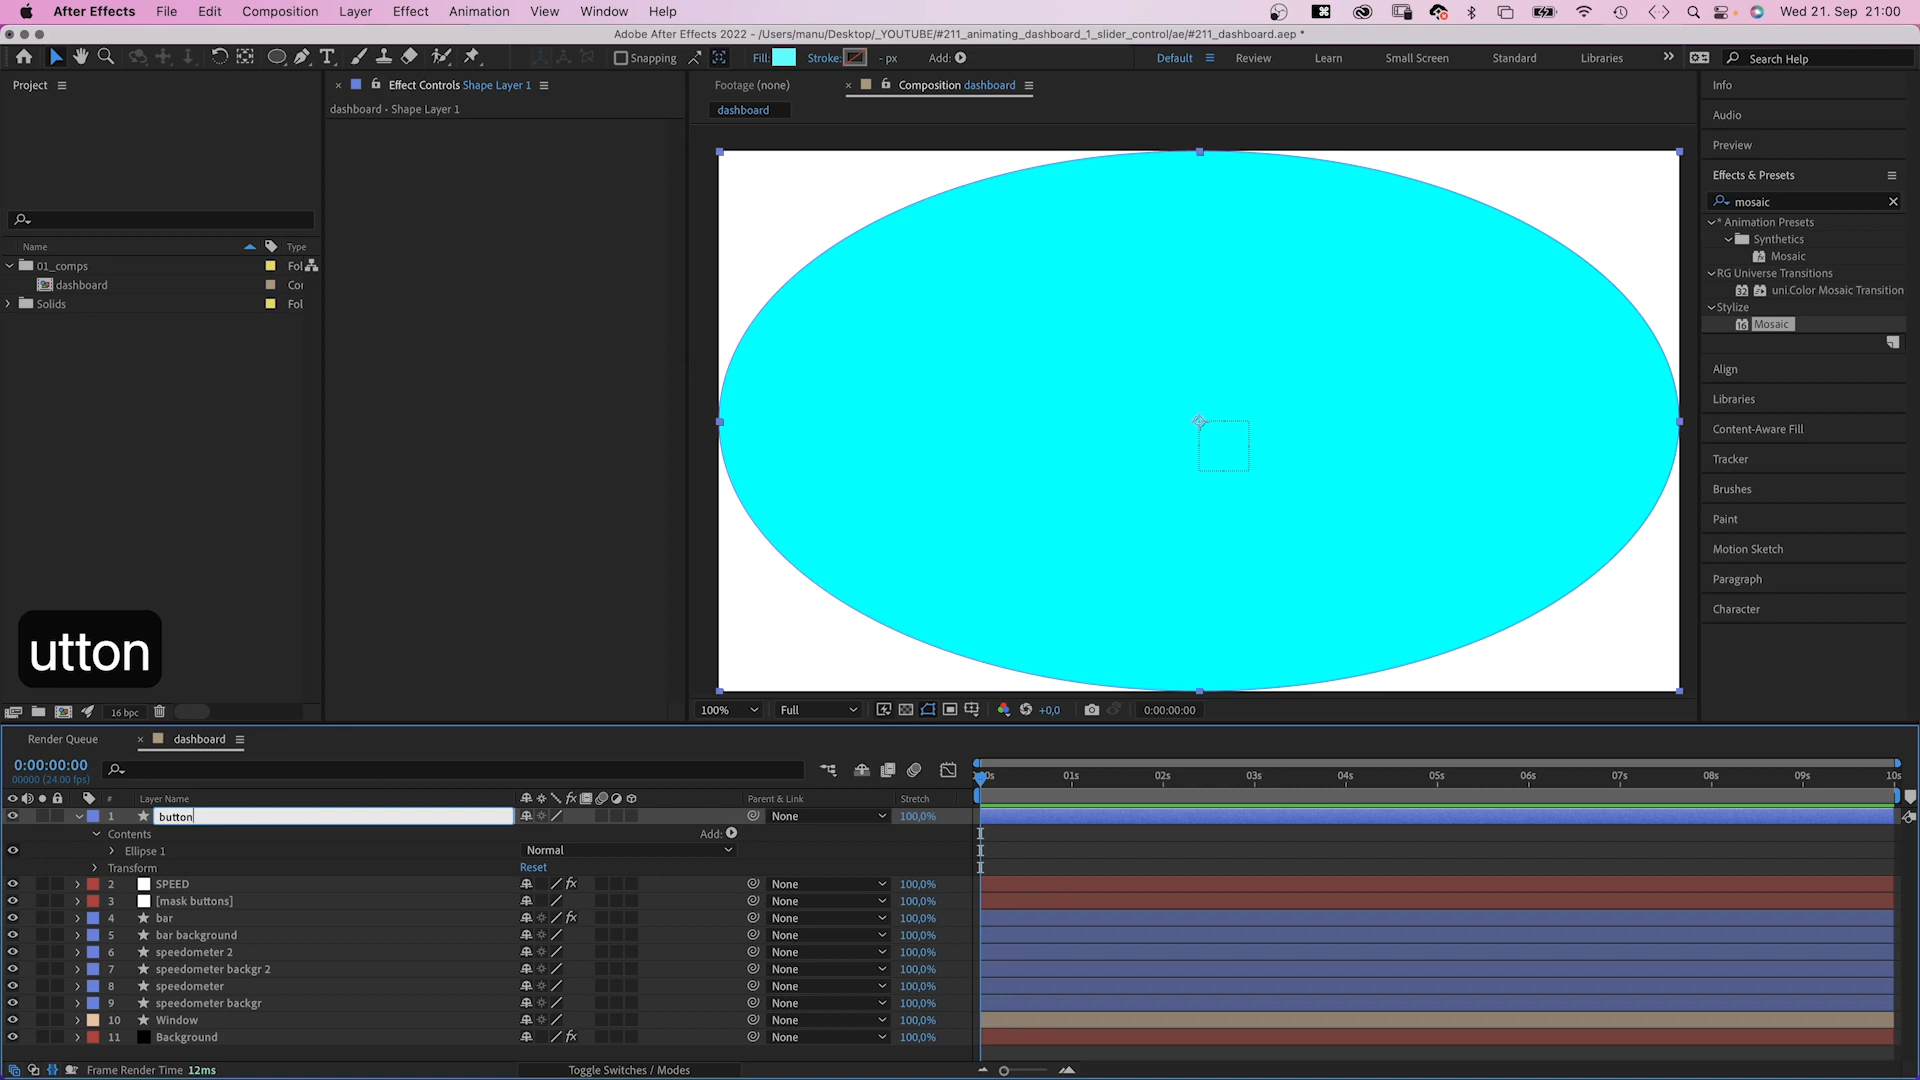 After Effects File Edit Composition Layer Effect Animation View Window Help Wed 21. Sep 21:00
Adobe After Effects 2022 - /Users/manu/Desktop/_YOUTUBE/#211_animating_dashboard_1_slider_control/ae/#211_dashboard.aep *
Snapping Fill: Stroke: - px Add: Default Review Learn Small Screen Standard Libraries Search Help
Project
Effect Controls Shape Layer 1
dashboard • Shape Layer 1
Name Type
01_comps Fol
dashboard Cor
Solids Fol
utton
16 bpc
Footage (none) Composition dashboard
dashboard
100% Full +0,0 0:00:00:00
Info
Audio
Preview
Effects & Presets
mosaic
* Animation Presets
Synthetics
Mosaic
RG Universe Transitions
32 uni.Color Mosaic Transition
Stylize
16 Mosaic
Align
Libraries
Content-Aware Fill
Tracker
Brushes
Paint
Motion Sketch
Paragraph
Character
Render Queue dashboard
0:00:00:00
00000 (24.00 fps)
:00s 01s 02s 03s 04s 05s 06s 07s 08s 09s 10s
# Layer Name Parent & Link Stretch
1 button None 100,0%
Contents Add:
Ellipse 1 Normal
Transform Reset
2 SPEED fx None 100,0%
3 [mask buttons] None 100,0%
4 bar fx None 100,0%
5 bar background None 100,0%
6 speedometer 2 None 100,0%
7 speedometer backgr 2 None 100,0%
8 speedometer None 100,0%
9 speedometer backgr None 100,0%
10 Window None 100,0%
11 Background fx None 100,0%
Frame Render Time 12ms Toggle Switches / Modes